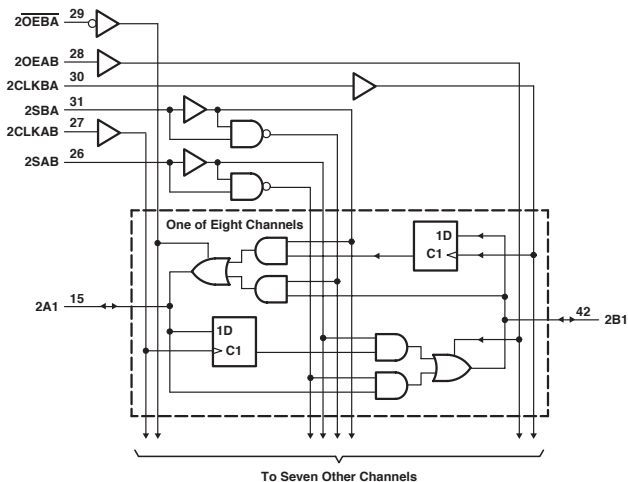 2OEBA 29
2OEAB 28
2CLKBA 30
2SBA 31
2CLKAB 27
2SAB 26
One of Eight Channels
1D
C1
2A1 15
1D
C1
42 2B1
To Seven Other Channels